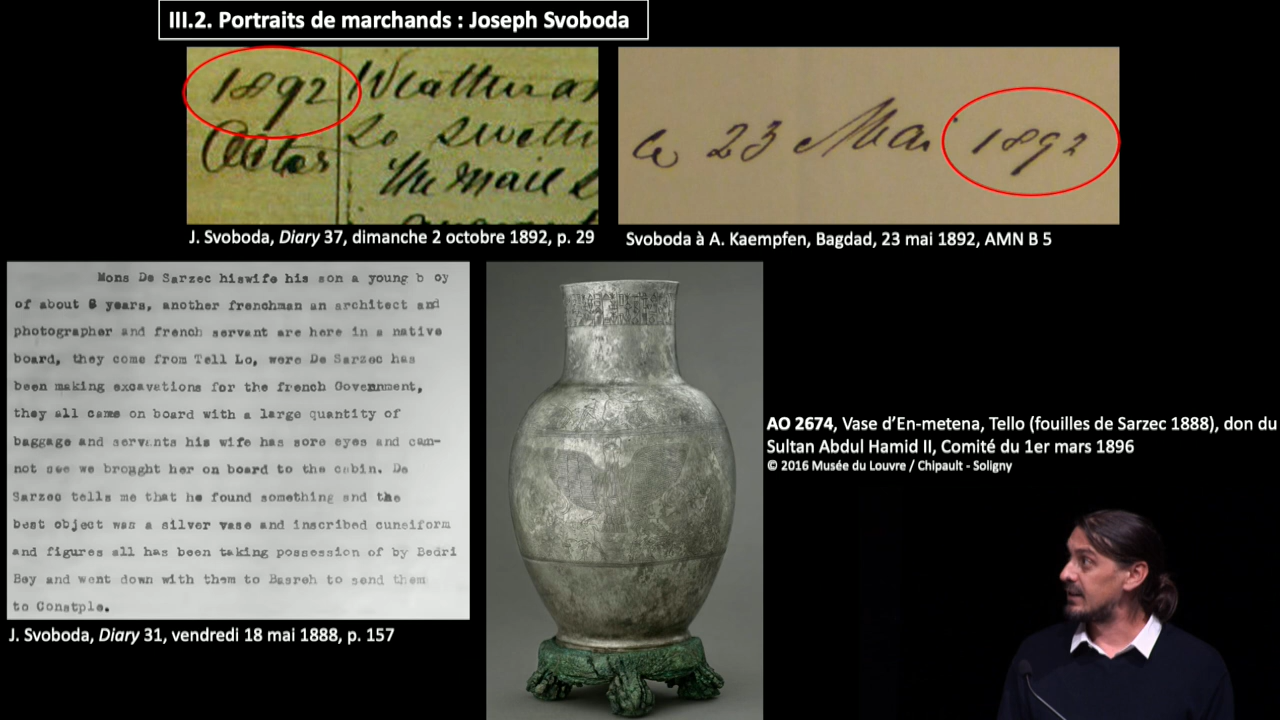 III.2. Portraits de marchands : Joseph Svoboda
1892
Weather
So
The Mail
le 23 Mai 1892
J. Svoboda, Diary 37, dimanche 2 octobre 1892, p. 29
Svoboda à A. Kaempfen, Bagdad, 23 mai 1892, AMN B 5
Mons De Sarzec hiswife his son a young b oy
of about 8 years, another frenchman an architect and
photographer and french servant are here in a native
board, they come from Tell Lo, were De Sarzec has
been making excavations for the french Govenment,
they all came on board with a large quantity of
baggage and servants his wife has sore eyes and can-
not see we broght her on board to the cabin. De
Sarzec tells me that he found something and the
best object was a silver vase and inscribed cuneiform
and figures all has been taking possession of by Bedri
Bey and went down with them to Basreh to send them
to Constple.
J. Svoboda, Diary 31, vendredi 18 mai 1888, p. 157
AO 2674, Vase d’En-metena, Tello (fouilles de Sarzec 1888), don du
Sultan Abdul Hamid II, Comité du 1er mars 1896
© 2016 Musée du Louvre / Chipault - Soligny